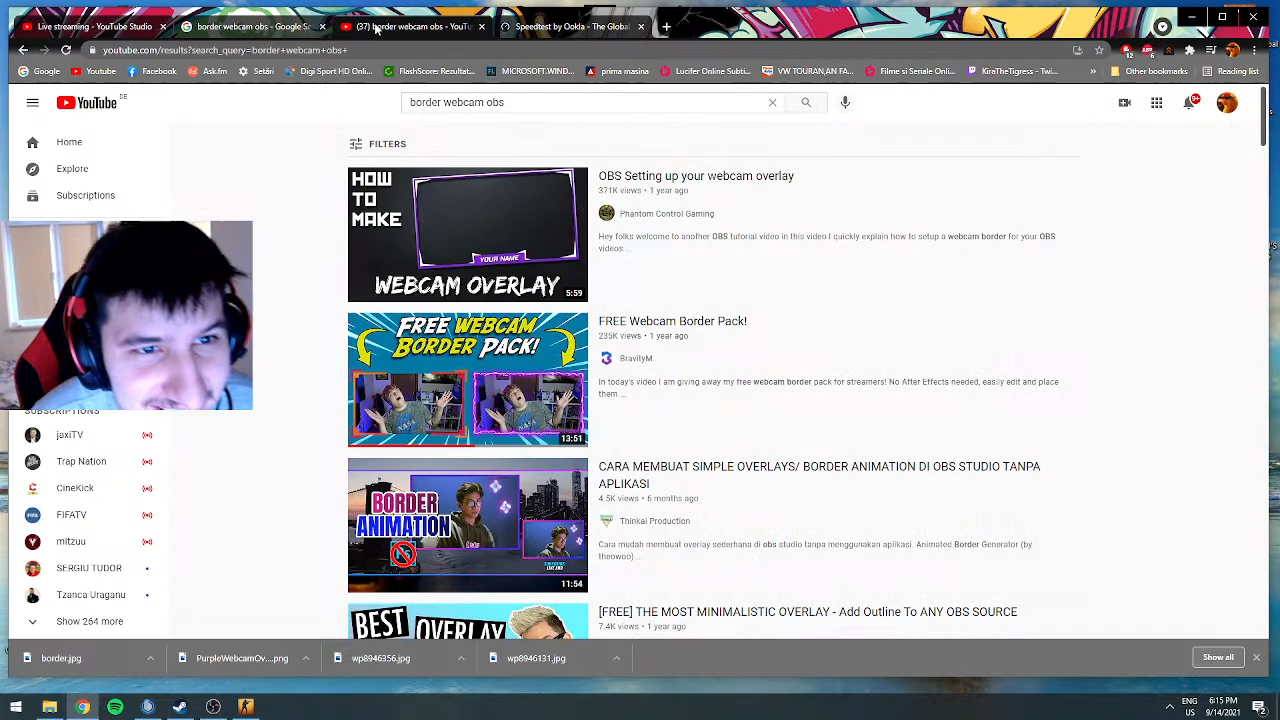 Live streaming - YouTube Studio
border webcam obs - Google Se
(37) border webcam obs - YouTu
Speedtest by Ookla - The Global
youtube.com/results?search_query=border+webcam+obs+
12
6
Google
Youtube
Facebook
Ask.fm
Setări
Digi Sport HD Onl...
FlashScore Rezultat...
MICROSOFT.WIND...
prima masina
Lucifer Online Subti...
VW TOURAN,AN FA...
Filme si Seriale Onli...
KiraTheTigress - Twi...
»
Other bookmarks
Reading list
YouTube DE
border webcam obs
9+
FILTERS
Home
Explore
Subscriptions
SUBSCRIPTIONS
jaxiTV
Trap Nation
CineKick
FIFATV
mitzuu
SERGIU TUDOR
Tzanca Uraganu
Show 264 more
HOW
TO
MAKE
YOUR NAME
WEBCAM OVERLAY
5:59
OBS Setting up your webcam overlay
371K views • 1 year ago
Phantom Control Gaming
Hey folks welcome to another OBS tutorial video in this video I quickly explain how to setup a webcam border for your OBS
videos ...
FREE WEBCAM
BORDER PACK!
13:51
FREE Webcam Border Pack!
235K views • 1 year ago
BravityM
In today's video I am giving away my free webcam border pack for streamers! No After Effects needed, easily edit and place
them ...
BORDER
ANIMATION
11:54
CARA MEMBUAT SIMPLE OVERLAYS/ BORDER ANIMATION DI OBS STUDIO TANPA
APLIKASI
4.5K views • 6 months ago
Thinkai Production
Cara mudah membuat overlay sederhana di obs studio tanpa menggunakan aplikasi. Animated Border Generator (by
theowoo) ...
BEST
OVERLAY
[FREE] THE MOST MINIMALISTIC OVERLAY - Add Outline To ANY OBS SOURCE
7.4K views • 1 year ago
border.jpg
PurpleWebcamOv....png
wp8946356.jpg
wp8946131.jpg
Show all
ENG
US
6:15 PM
9/14/2021
2